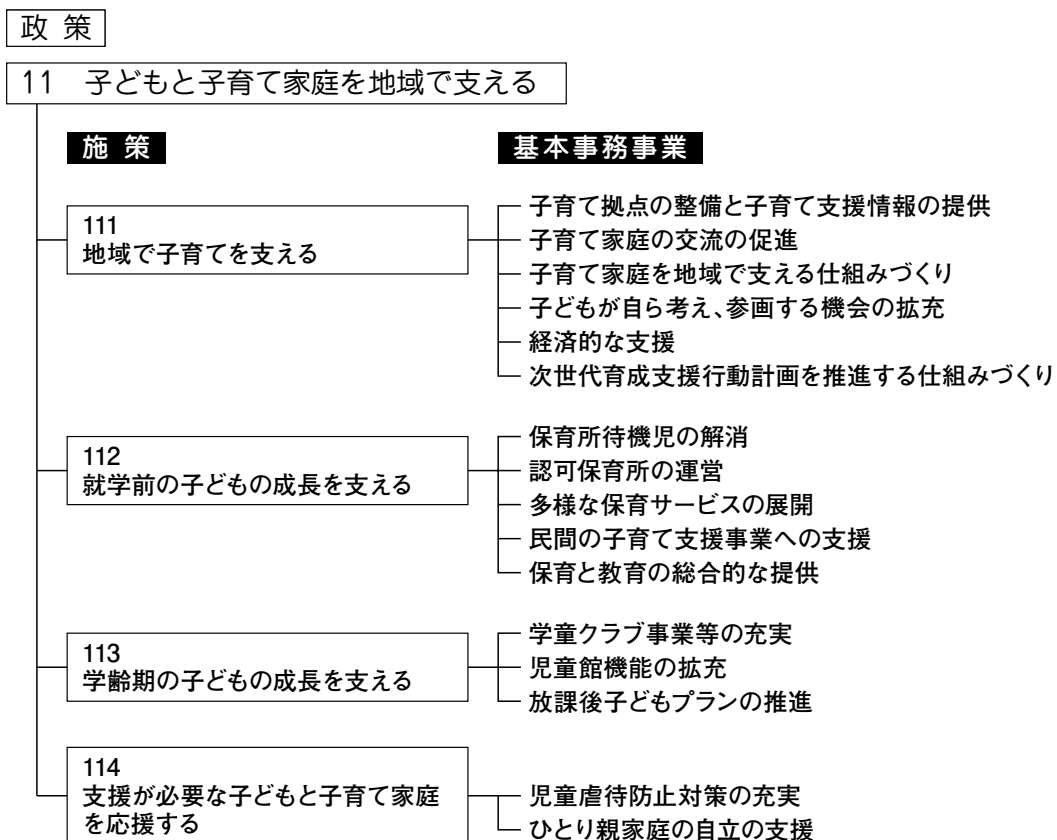 政 策
11 子どもと子育て家庭を地域で支える
施 策
基本事務事業
111
地域で子育てを支える
子育て拠点の整備と子育て支援情報の提供
子育て家庭の交流の促進
子育て家庭を地域で支える仕組みづくり
子どもが自ら考え、参画する機会の拡充
経済的な支援
次世代育成支援行動計画を推進する仕組みづくり
112
就学前の子どもの成長を支える
保育所待機児の解消
認可保育所の運営
多様な保育サービスの展開
民間の子育て支援事業への支援
保育と教育の総合的な提供
113
学齢期の子どもの成長を支える
学童クラブ事業等の充実
児童館機能の拡充
放課後子どもプランの推進
114
支援が必要な子どもと子育て家庭
を応援する
児童虐待防止対策の充実
ひとり親家庭の自立の支援